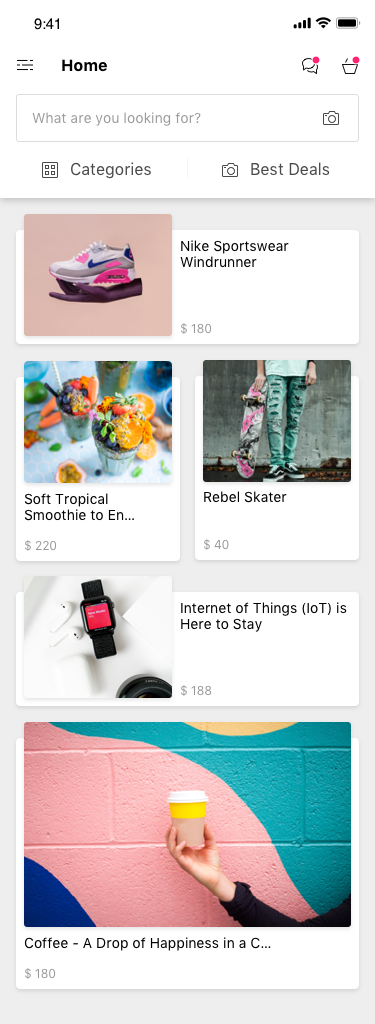 9:41
Home
What are you looking for?
Categories
Best Deals
Nike Sportswear
Windrunner
$ 180
Soft Tropical
Smoothie to En...
$ 220
Rebel Skater
$ 40
Internet of Things (IoT) is
Here to Stay
$ 188
Coffee - A Drop of Happiness in a C...
$ 180